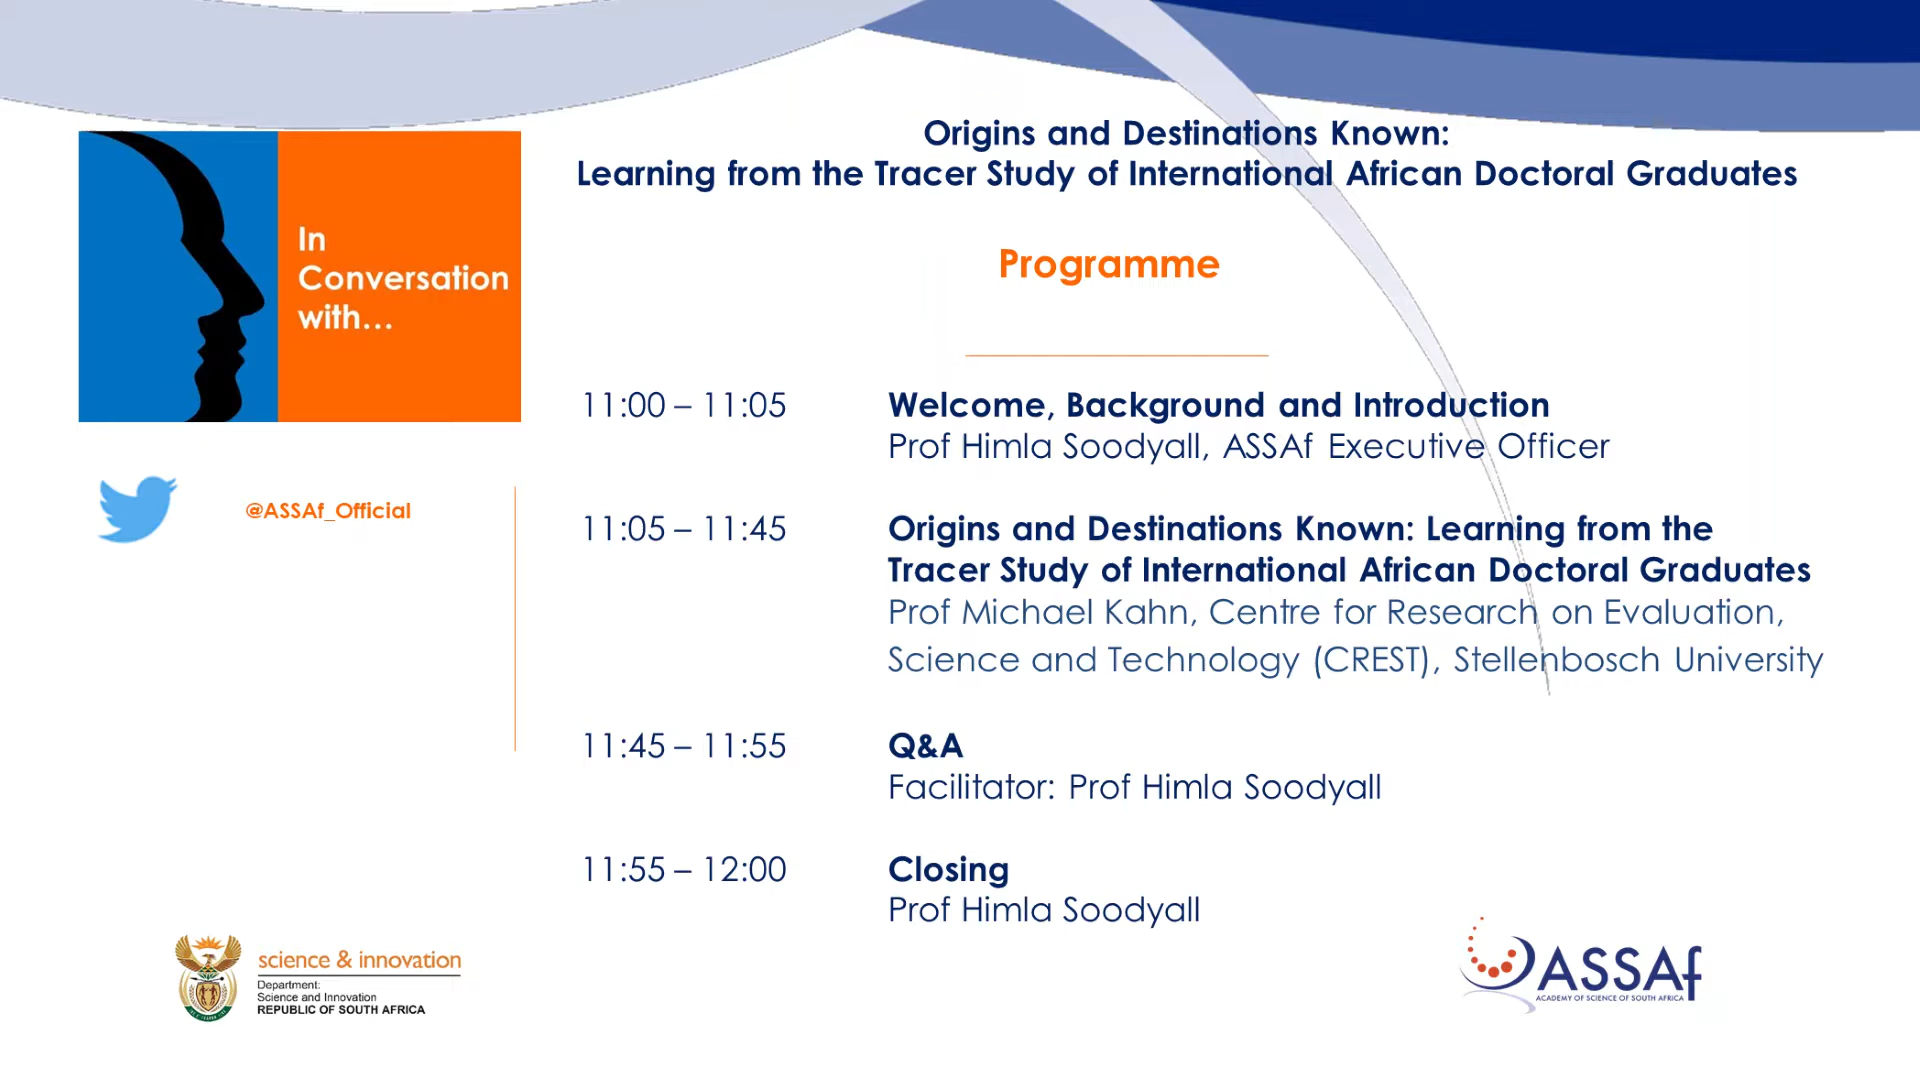 Origins and Destinations Known:
Learning from the Tracer Study of International African Doctoral Graduates
In
Conversation
with…
Programme
11:00 – 11:05
Welcome, Background and Introduction
Prof Himla Soodyall, ASSAf Executive Officer
@ASSAf_Official
11:05 – 11:45
Origins and Destinations Known: Learning from the
Tracer Study of International African Doctoral Graduates
Prof Michael Kahn, Centre for Research on Evaluation,
Science and Technology (CREST), Stellenbosch University
11:45 – 11:55
Q&A
Facilitator: Prof Himla Soodyall
11:55 – 12:00
Closing
Prof Himla Soodyall
science & innovation
Department:
Science and Innovation
REPUBLIC OF SOUTH AFRICA
ASSAf
ACADEMY OF SCIENCE OF SOUTH AFRICA